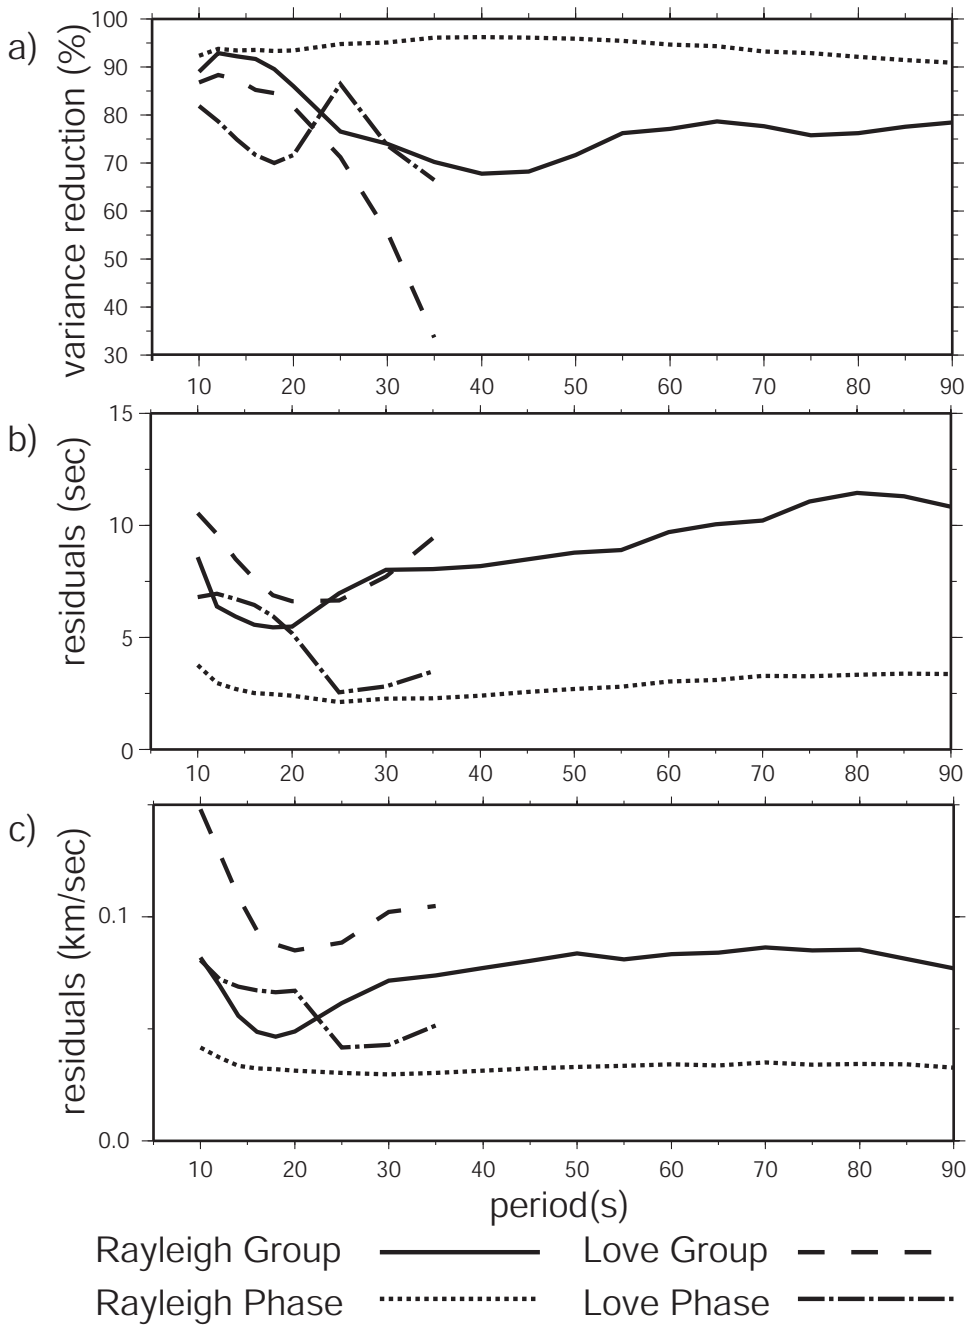 a)
variance reduction (%)
100
90
80
70
60
50
40
30
10 20 30 40 50 60 70 80 90
b)
residuals (sec)
15
10
5
0
10 20 30 40 50 60 70 80 90
c)
residuals (km/sec)
0.1
0.0
10 20 30 40 50 60 70 80 90
period(s)
Rayleigh Group Love Group
Rayleigh Phase Love Phase